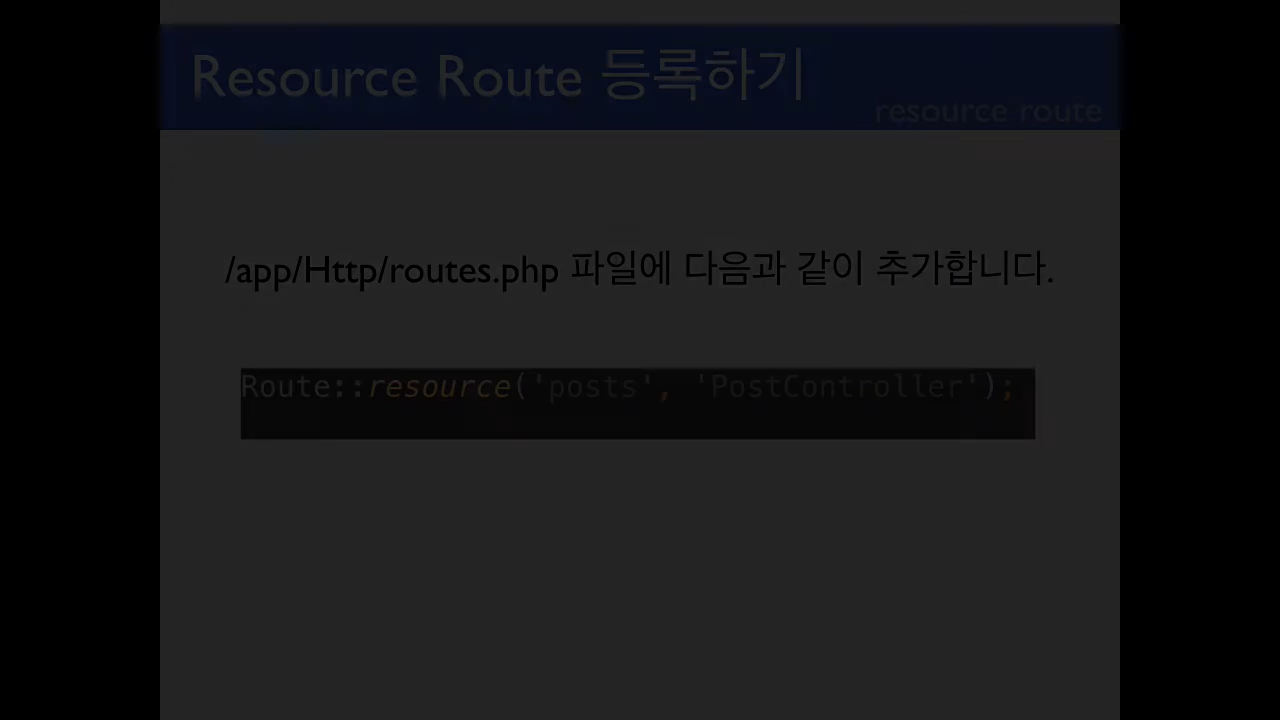 Resource Route 등록하기
resource route
/app/Http/routes.php 파일에 다음과 같이 추가합니다.
Route::resource('posts', 'PostController');